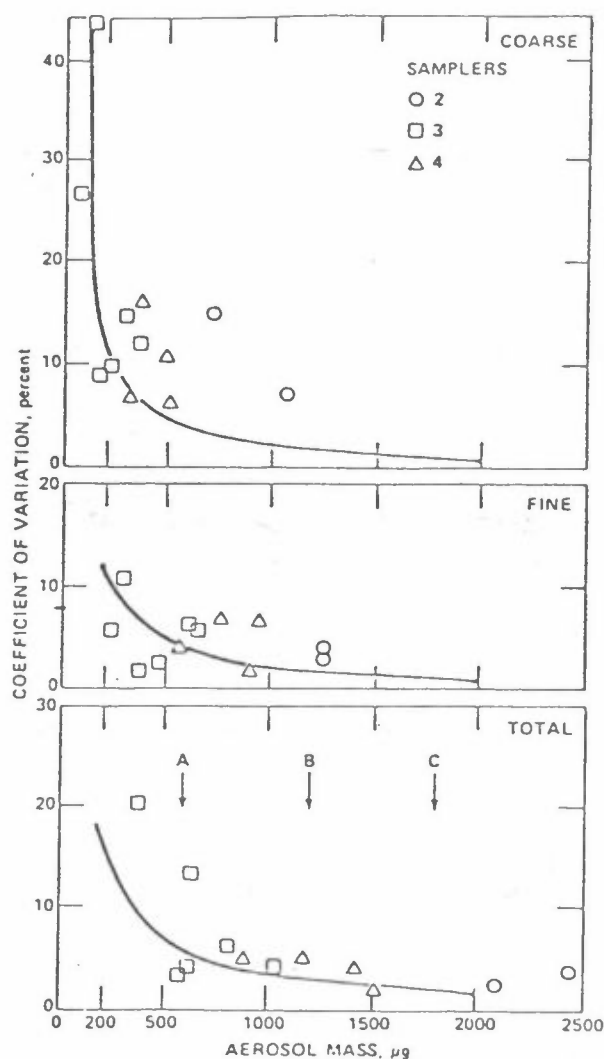 COARSE
SAMPLERS
2
3
4
40
30
20
10
0
FINE
20
10
0
TOTAL
A B C
30
20
10
0
0 200 500 1000 1500 2000 2500
COEFFICIENT OF VARIATION, percent
AEROSOL MASS, µg